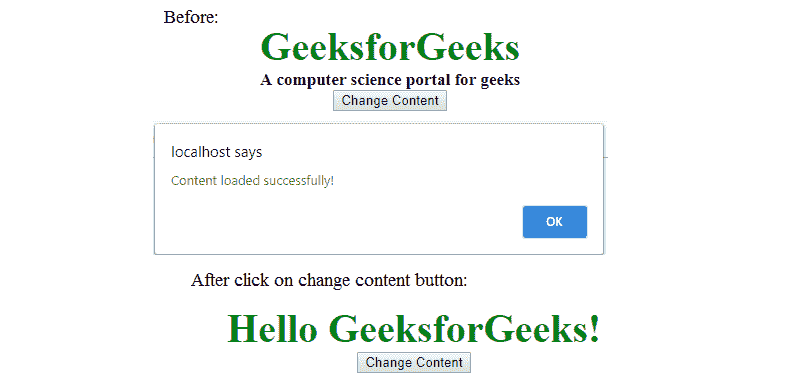 Before:
GeeksforGeeks
A computer science portal for geeks
Change Content
localhost says
Content loaded successfully!
OK
After click on change content button:
Hello GeeksforGeeks!
Change Content